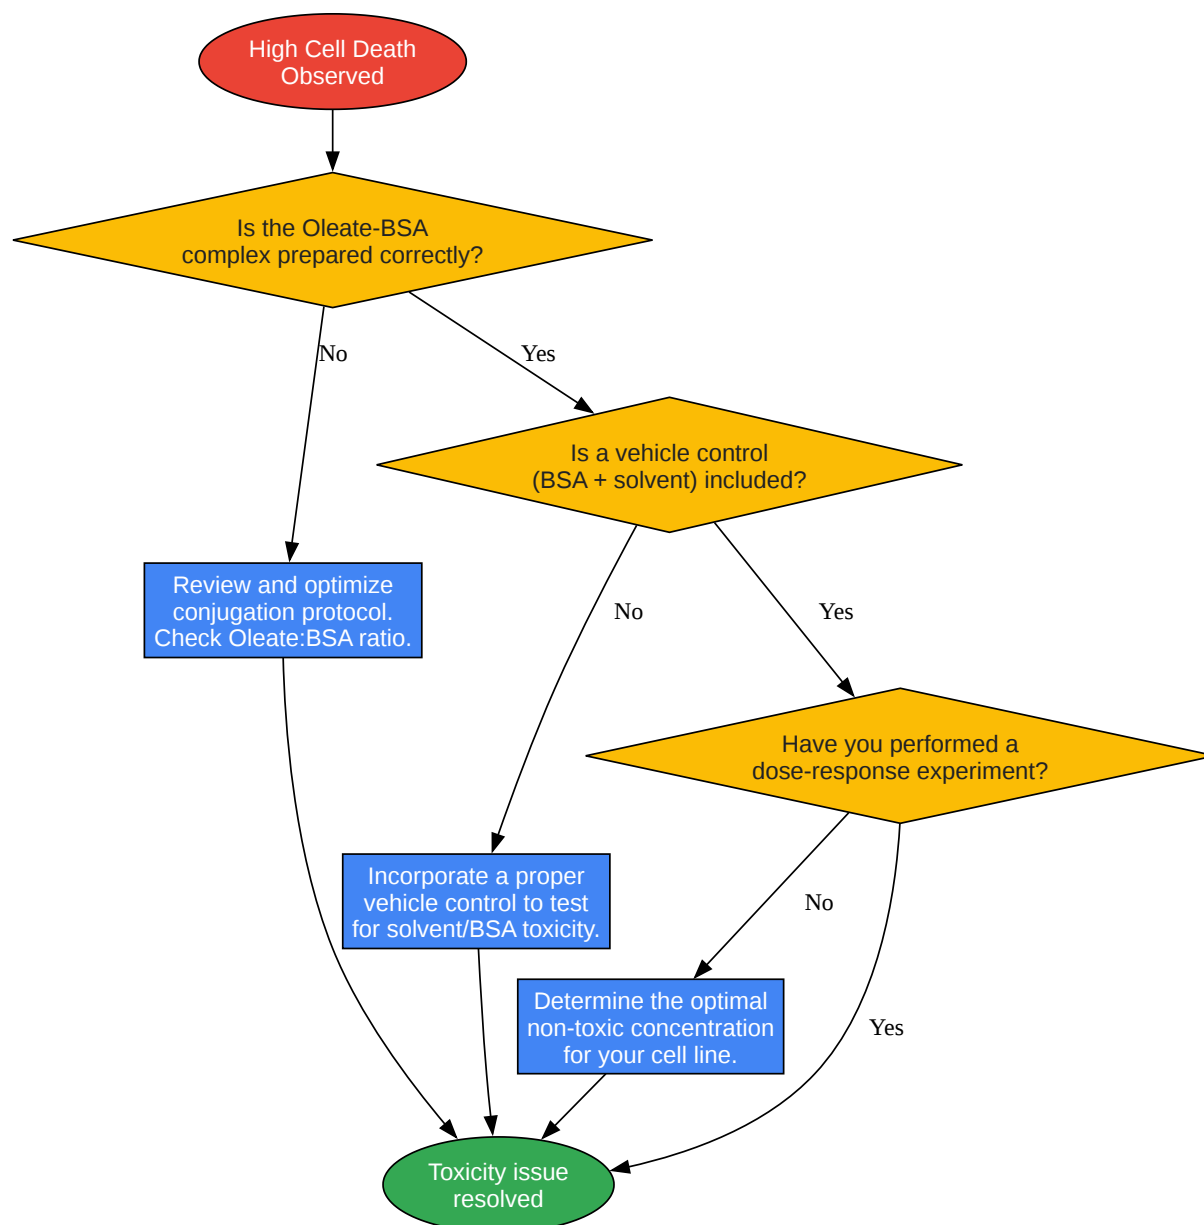 High Cell Death
Observed
Is the Oleate-BSA
complex prepared correctly?
No
Yes
Is a vehicle control
(BSA + solvent) included?
Review and optimize
conjugation protocol.
Check Oleate:BSA ratio.
No
Yes
Have you performed a
dose-response experiment?
Incorporate a proper
vehicle control to test
for solvent/BSA toxicity.
No
Determine the optimal
non-toxic concentration
for your cell line.
Yes
Toxicity issue
resolved